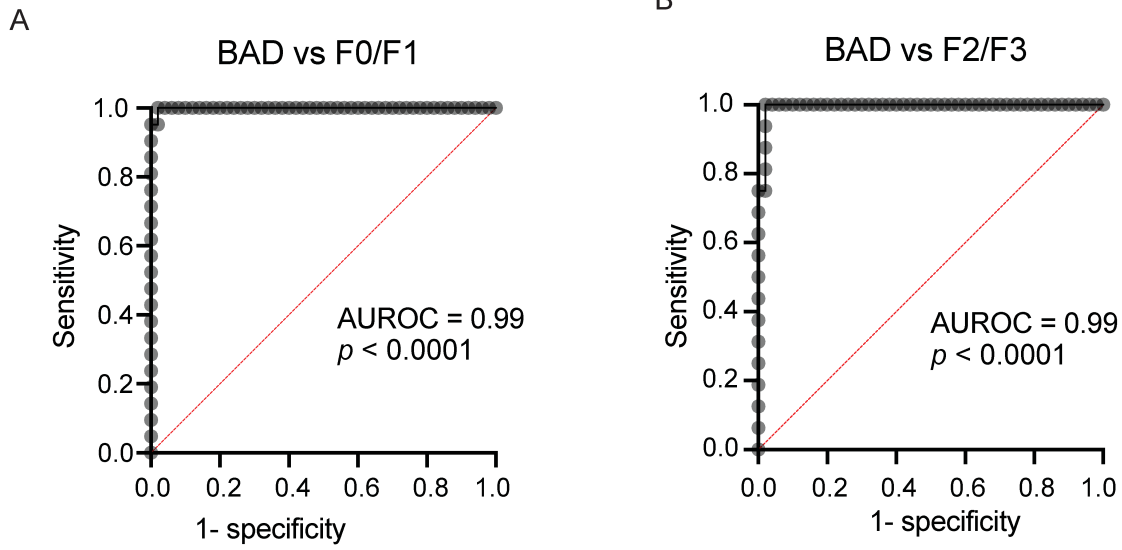 A
BAD vs F0/F1
Sensitivity
1.0
0.8
0.6
0.4
0.2
0.0
AUROC = 0.99
p < 0.0001
0.0 0.2 0.4 0.6 0.8 1.0
1- specificity
B
BAD vs F2/F3
Sensitivity
1.0
0.8
0.6
0.4
0.2
0.0
AUROC = 0.99
p < 0.0001
0.0 0.2 0.4 0.6 0.8 1.0
1- specificity